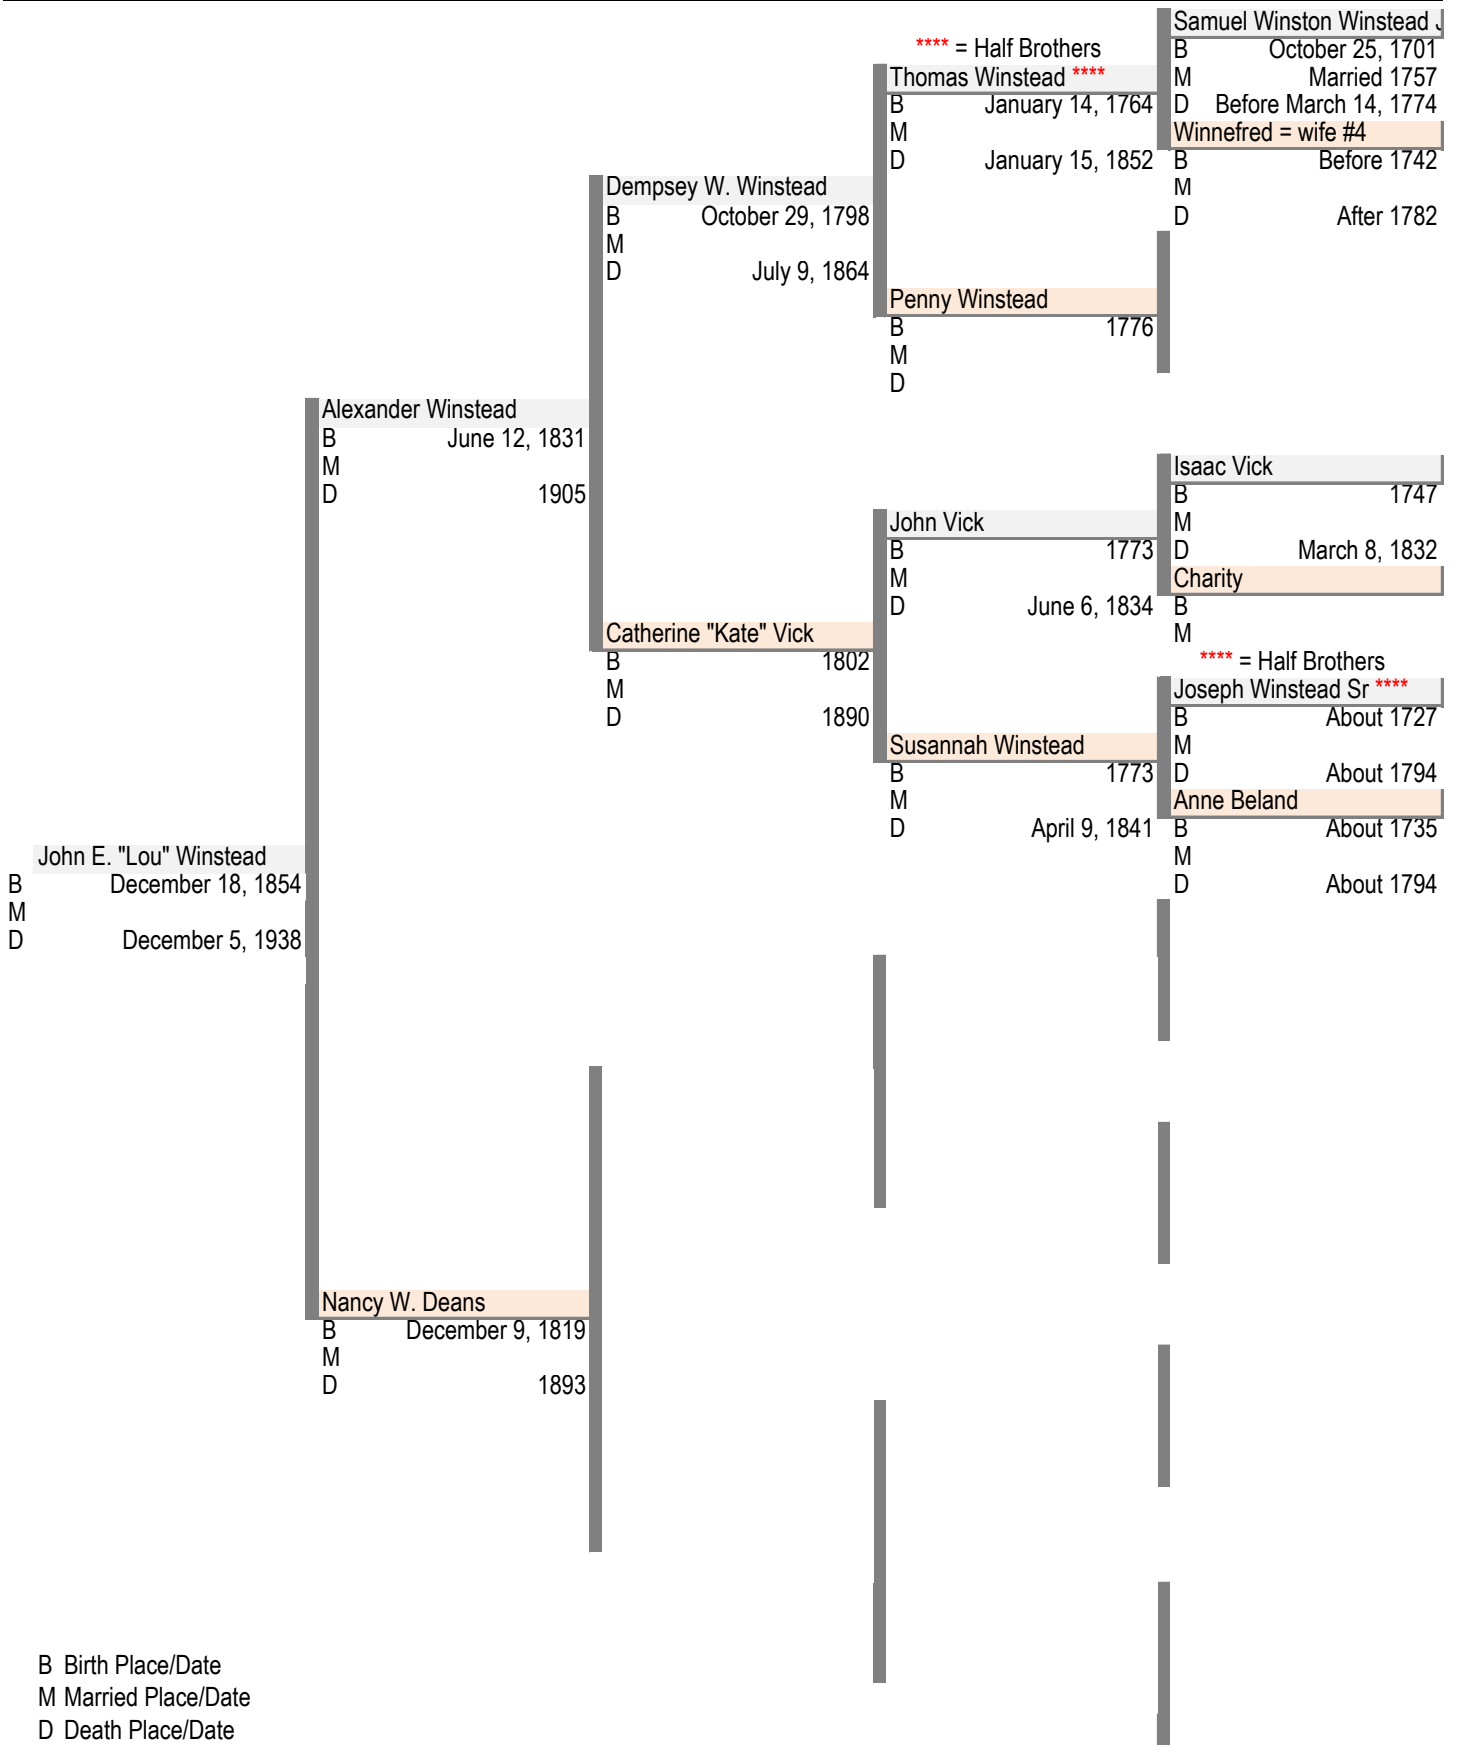 Samuel Winston Winstead J
B October 25, 1701
M Married 1757
D Before March 14, 1774
Winnefred = wife #4
B Before 1742
M
D After 1782
**** = Half Brothers
Thomas Winstead ****
B January 14, 1764
M
D January 15, 1852
Dempsey W. Winstead
B October 29, 1798
M
D July 9, 1864
Penny Winstead
B 1776
M
D
Alexander Winstead
B June 12, 1831
M
D 1905
Isaac Vick
B 1747
M
D March 8, 1832
Charity
B
M
John Vick
B 1773
M
D June 6, 1834
Catherine "Kate" Vick
B 1802
M
D 1890
**** = Half Brothers
Joseph Winstead Sr ****
B About 1727
M
D About 1794
Anne Beland
B About 1735
M
D About 1794
Susannah Winstead
B 1773
M
D April 9, 1841
John E. "Lou" Winstead
B December 18, 1854
M
D December 5, 1938
Nancy W. Deans
B December 9, 1819
M
D 1893
B Birth Place/Date
M Married Place/Date
D Death Place/Date